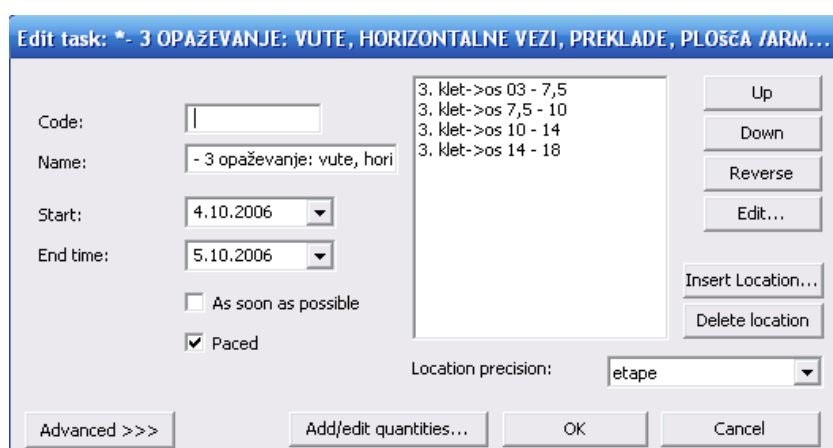 Edit task: *- 3 OPAžEVANJE: VUTE, HORIZONTALNE VEZI, PREKLADE, PLOščA /ARM...
Code:
Name: - 3 opaževanje: vute, hori
Start: 4.10.2006
End time: 5.10.2006
As soon as possible
Paced
3. klet->os 03 - 7,5
3. klet->os 7,5 - 10
3. klet->os 10 - 14
3. klet->os 14 - 18
Up
Down
Reverse
Edit...
Insert Location...
Delete location
Location precision: etape
Advanced >>>
Add/edit quantities...
OK
Cancel